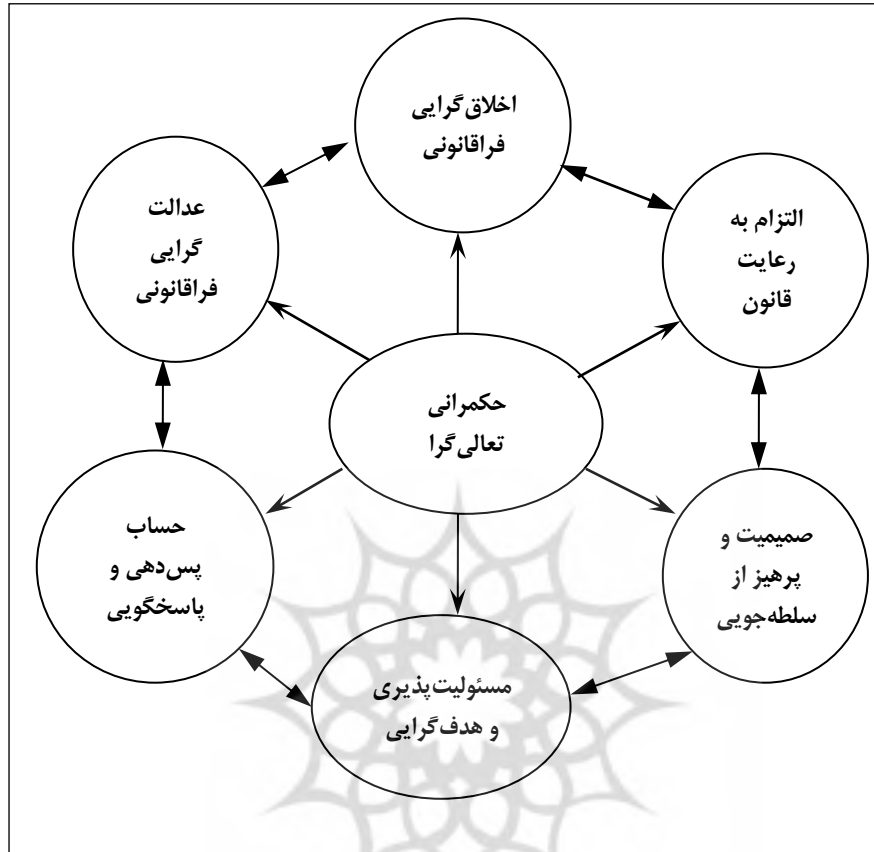 اخلاق‌گرایی
فراقانونی
عدالت
گرایی
فراقانونی
التزام به
رعایت
قانون
حکمرانی
تعالی‌گرا
حساب
پس‌دهی و
پاسخگویی
صمیمیت و
پرهیز از
سلطه‌جویی
مسئولیت‌پذیری
و هدف‌گرایی